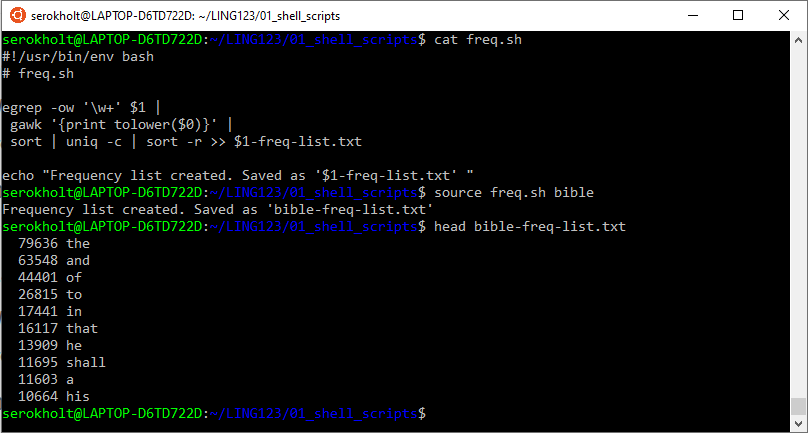 serokholt@LAPTOP-D6TD722D: ~/LING123/01_shell_scripts
serokholt@LAPTOP-D6TD722D:~/LING123/01_shell_scripts$ cat freq.sh
#!/usr/bin/env bash
# freq.sh
egrep -ow '\w+' $1 |
 gawk '{print tolower($0)}' |
 sort | uniq -c | sort -r >> $1-freq-list.txt
echo "Frequency list created. Saved as '$1-freq-list.txt' "
serokholt@LAPTOP-D6TD722D:~/LING123/01_shell_scripts$ source freq.sh bible
Frequency list created. Saved as 'bible-freq-list.txt'
serokholt@LAPTOP-D6TD722D:~/LING123/01_shell_scripts$ head bible-freq-list.txt
  79636 the
  63548 and
  44401 of
  26815 to
  17441 in
  16117 that
  13909 he
  11695 shall
  11603 a
  10664 his
serokholt@LAPTOP-D6TD722D:~/LING123/01_shell_scripts$